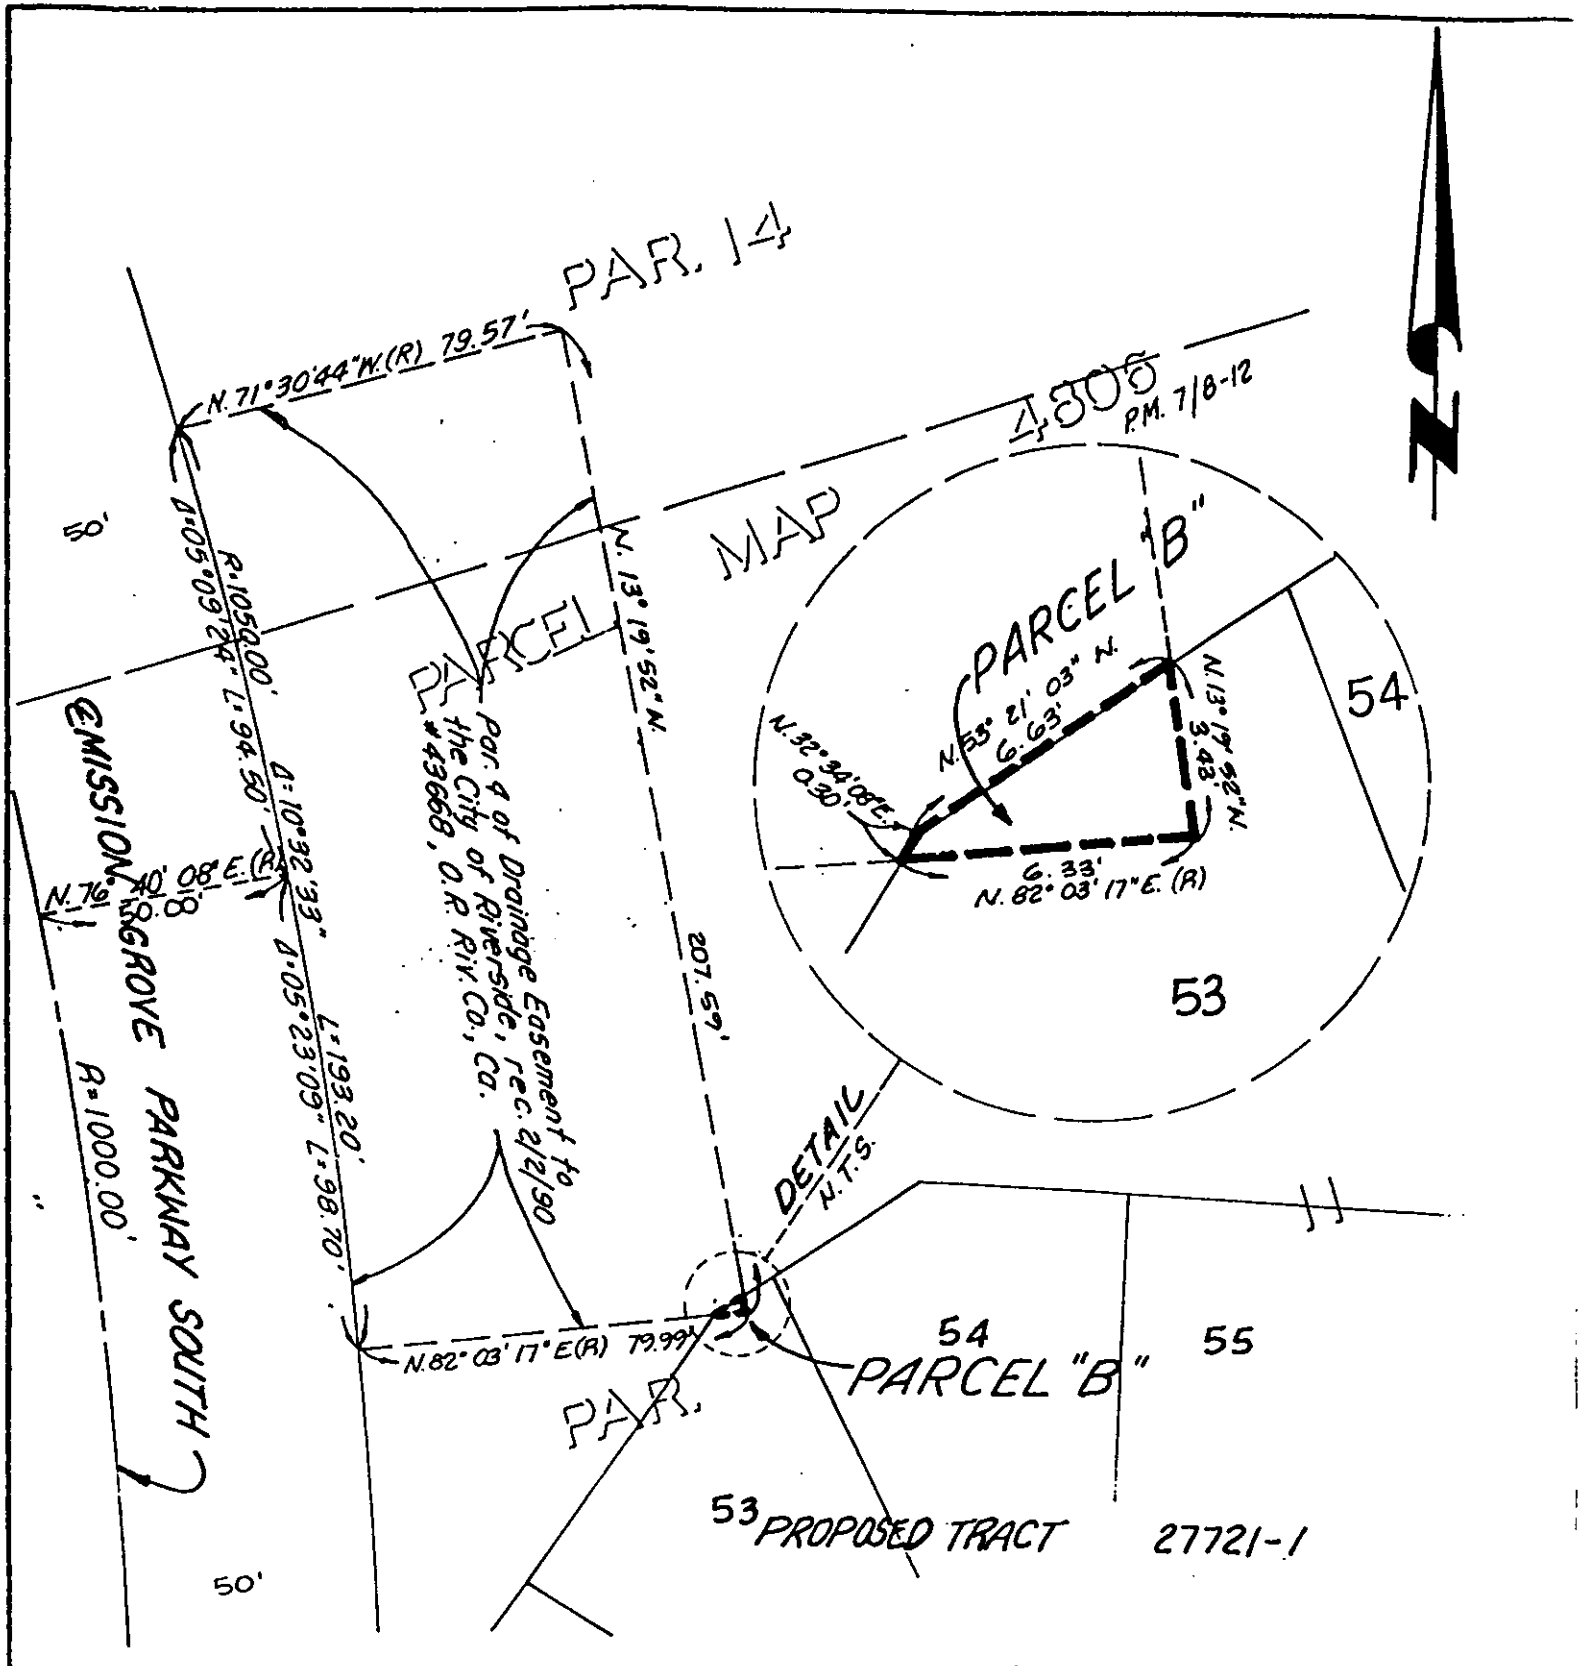 PAR. 14
N. 71°30'44"W.(R) 79.57'
4806
P.M. 7/8-12
N
50'
MAP
PARCEL
N. 13° 19' 52" W.
207.59'
Δ=05°09'24" L=94.50'
R=1050.00'
Δ=10°32'33" L=193.20'
Δ=05°23'09" L=98.70'
N. 76° 40' 08" E.(R)
MISSION GROVE PARKWAY SOUTH
R=1000.00'
Par. 4 of Drainage Easement to
the City of Riverside, rec. 2/2/90
#43668, O.R. Riv. Co., Ca.
PARCEL "B"
N. 53° 21' 03" W.
6.63'
N. 32° 34' 08" E.
0.30'
N. 13° 19' 52" W.
6.33'
N. 82° 03' 17" E. (R)
54
53
DETAIL
N.T.S.
N. 82° 03' 17" E(R) 79.99'
54
55
PARCEL "B"
PAR.
53
PROPOSED TRACT 27721-1
50'